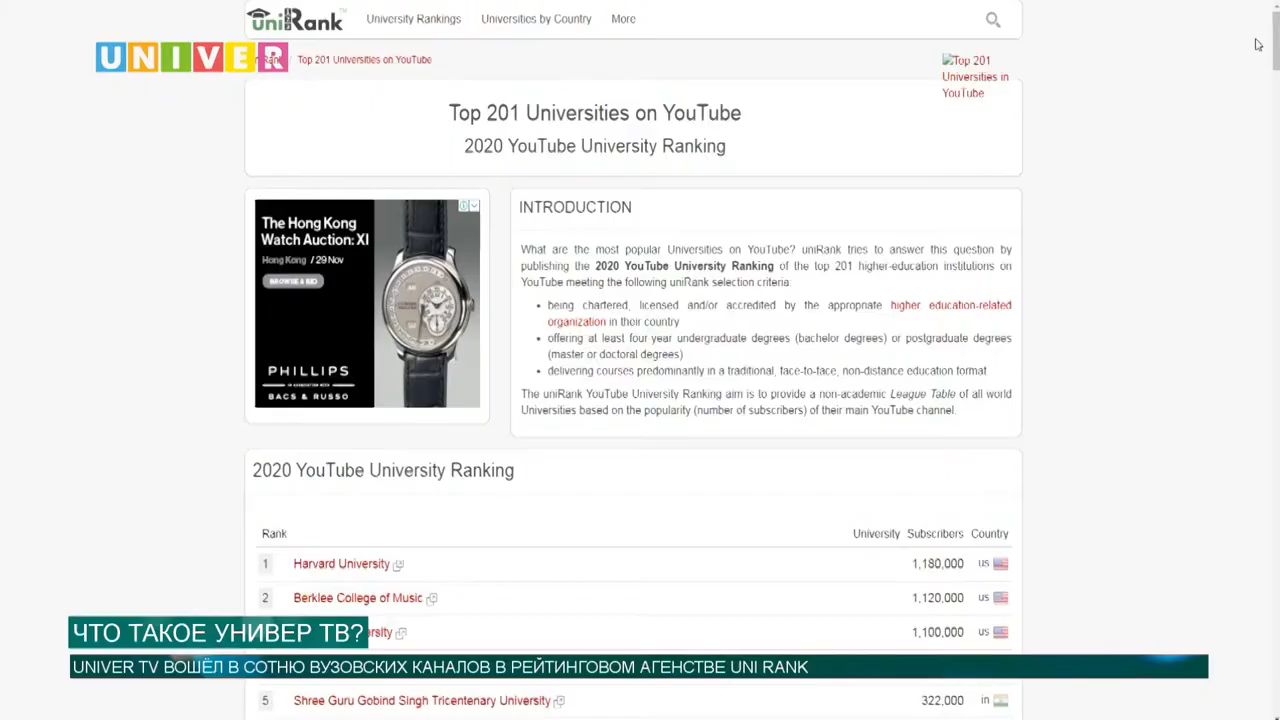 uniRank™ University Rankings Universities by Country More
UNIVER
Top 201 Universities on YouTube
Top 201
Universities in
YouTube
Top 201 Universities on YouTube
2020 YouTube University Ranking
The Hong Kong
Watch Auction: XI
Hong Kong / 29 Nov
BROWSE & BID
PHILLIPS
IN ASSOCIATION WITH
BACS & RUSSO
INTRODUCTION
What are the most popular Universities on YouTube? uniRank tries to answer this question by
publishing the 2020 YouTube University Ranking of the top 201 higher-education institutions on
YouTube meeting the following uniRank selection criteria:
being chartered, licensed and/or accredited by the appropriate higher education-related
organization in their country
offering at least four year undergraduate degrees (bachelor degrees) or postgraduate degrees
(master or doctoral degrees)
delivering courses predominantly in a traditional, face-to-face, non-distance education format
The uniRank YouTube University Ranking aim is to provide a non-academic League Table of all world
Universities based on the popularity (number of subscribers) of their main YouTube channel.
2020 YouTube University Ranking
Rank University Subscribers Country
1 Harvard University 1,180,000 us
2 Berklee College of Music 1,120,000 us
1,100,000 us
ЧТО ТАКОЕ УНИВЕР ТВ?
UNIVER TV ВОШЁЛ В СОТНЮ ВУЗОВСКИХ КАНАЛОВ В РЕЙТИНГОВОМ АГЕНСТВЕ UNI RANK
5 Shree Guru Gobind Singh Tricentenary University 322,000 in